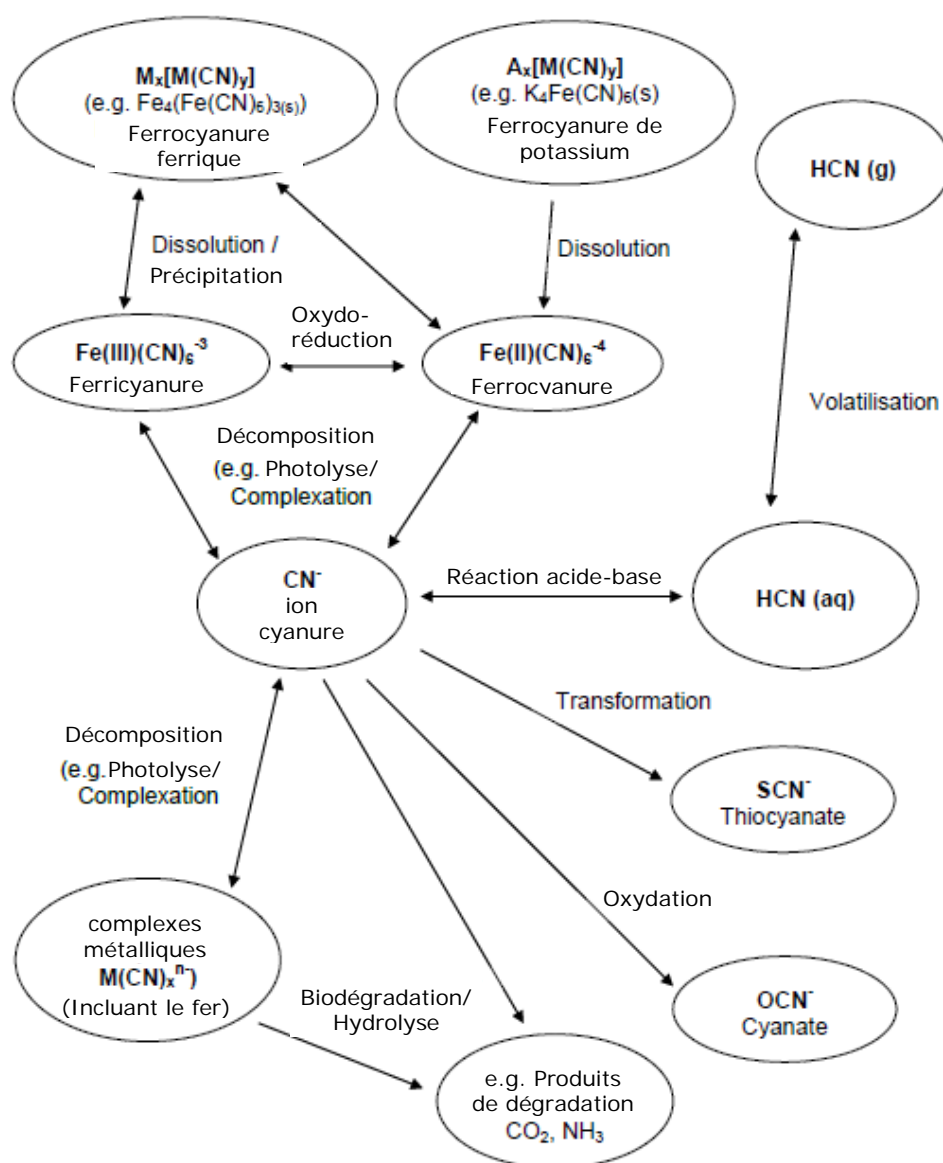 Mₓ[M(CN)y]
(e.g. Fe₄(Fe(CN)₆)₃(s))
Ferrocyanure
ferrique
Aₓ[M(CN)y]
(e.g. K₄Fe(CN)₆(s)
Ferrocyanure de
potassium
HCN (g)
Dissolution /
Précipitation
Dissolution
Oxydo-
réduction
Fe(III)(CN)₆⁻³
Ferricyanure
Fe(II)(CN)₆⁻⁴
Ferrocvanure
Volatilisation
Décomposition
(e.g. Photolyse/
Complexation
CN⁻
ion
cyanure
Réaction acide-base
HCN (aq)
Transformation
Décomposition
(e.g.Photolyse/
Complexation
SCN⁻
Thiocyanate
Oxydation
complexes
métalliques
M(CN)ₓⁿ⁻)
(Incluant le fer)
Biodégradation/
Hydrolyse
OCN⁻
Cyanate
e.g. Produits
de dégradation
CO₂, NH₃